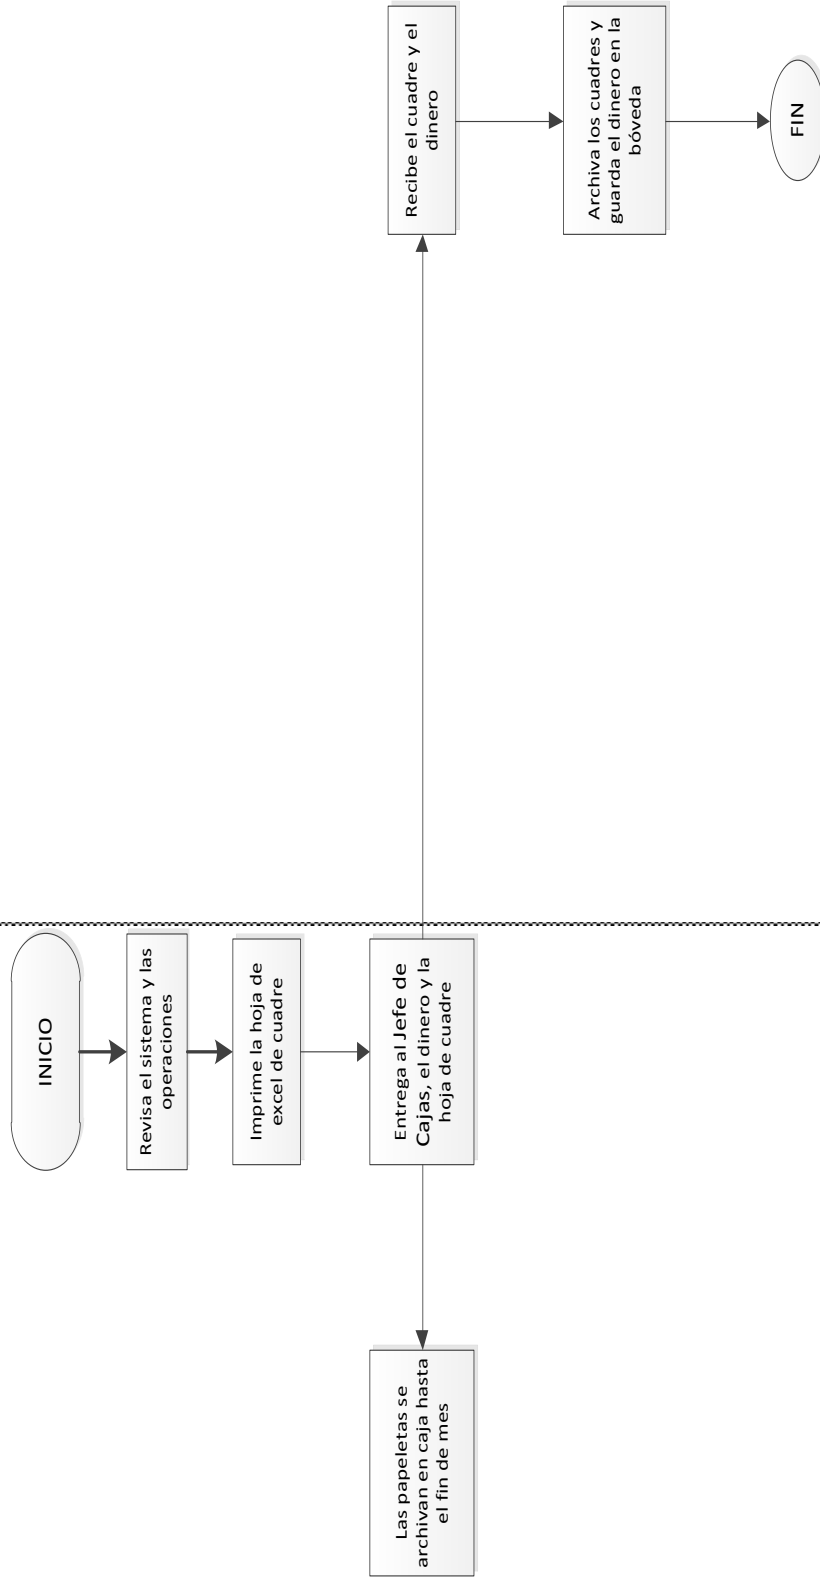 INICIO
Revisa el sistema y las
operaciones
Imprime la hoja de
excel de cuadre
Entrega al Jefe de
Cajas, el dinero y la
hoja de cuadre
Las papeletas se
archivan en caja hasta
el fin de mes
Recibe el cuadre y el
dinero
Archiva los cuadres y
guarda el dinero en la
bóveda
FIN